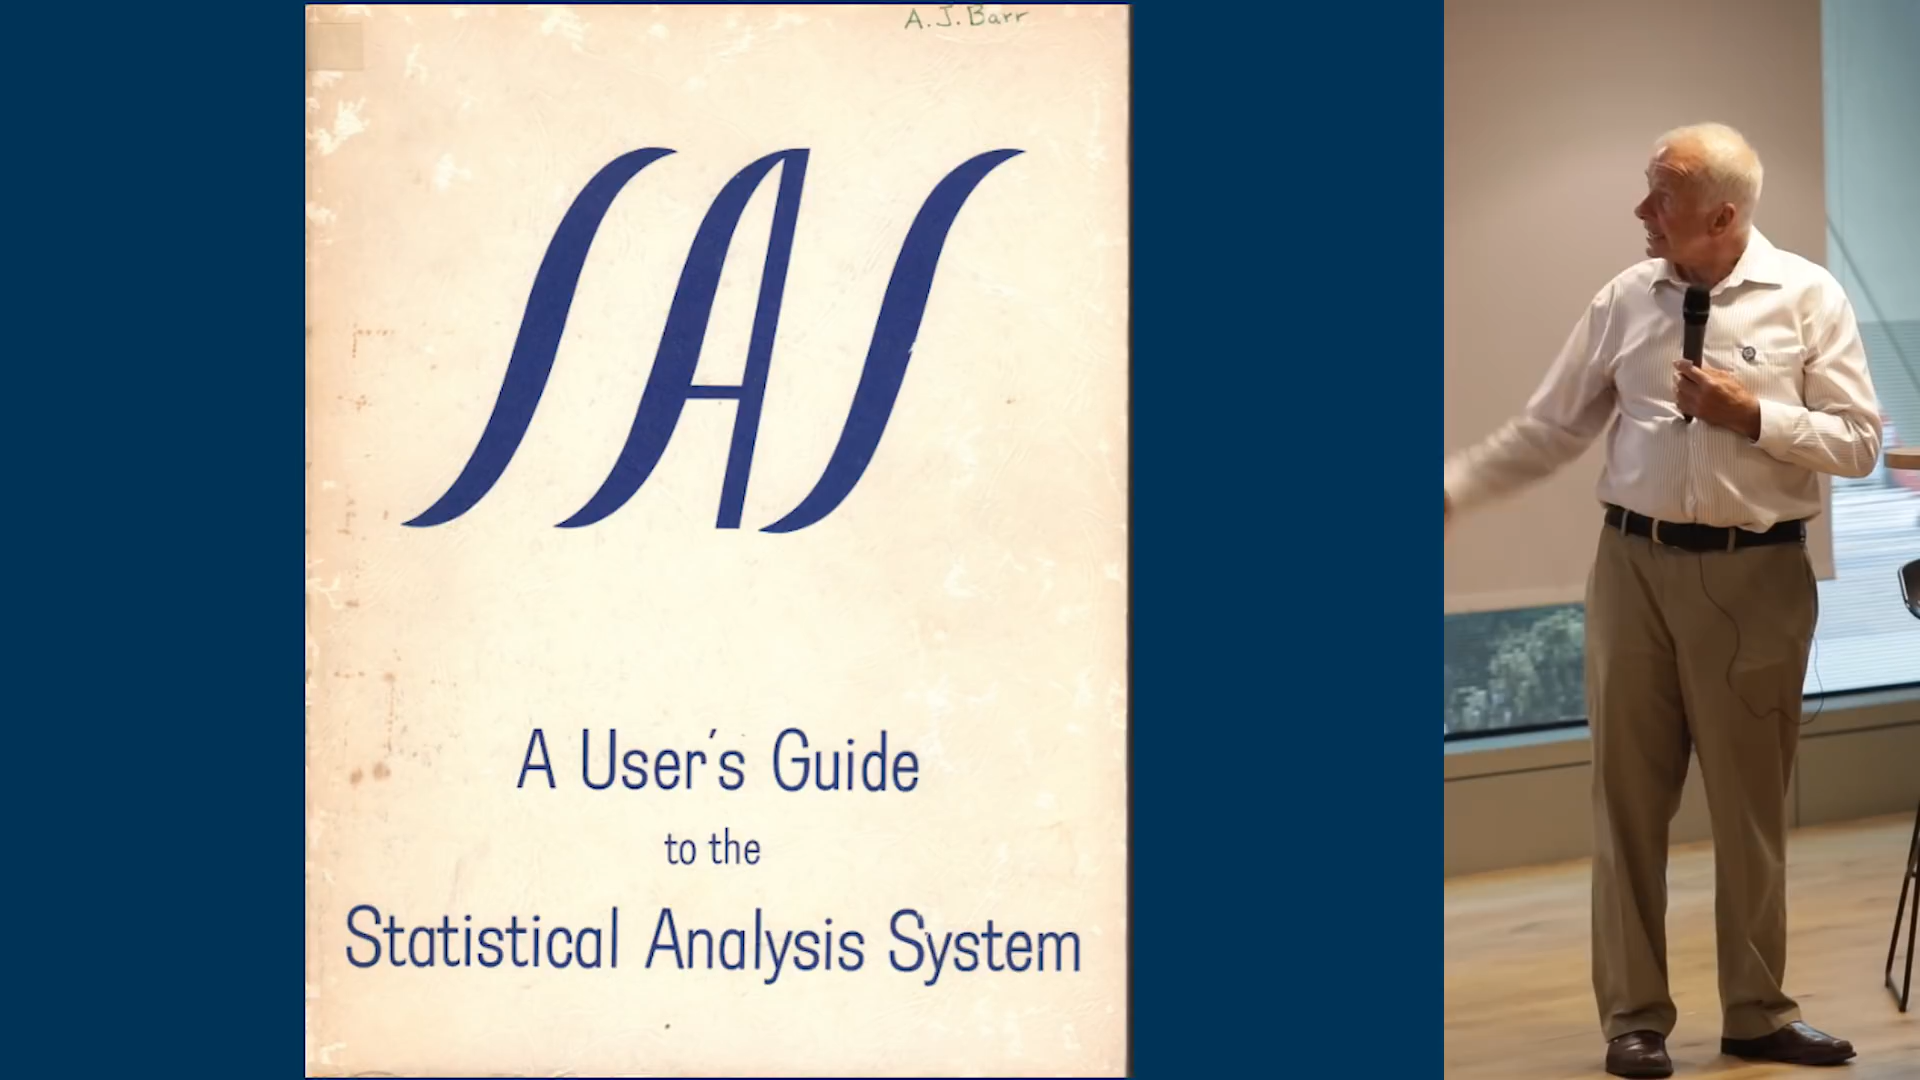 A.J. Barr
SAS
A User's Guide
to the
Statistical Analysis System